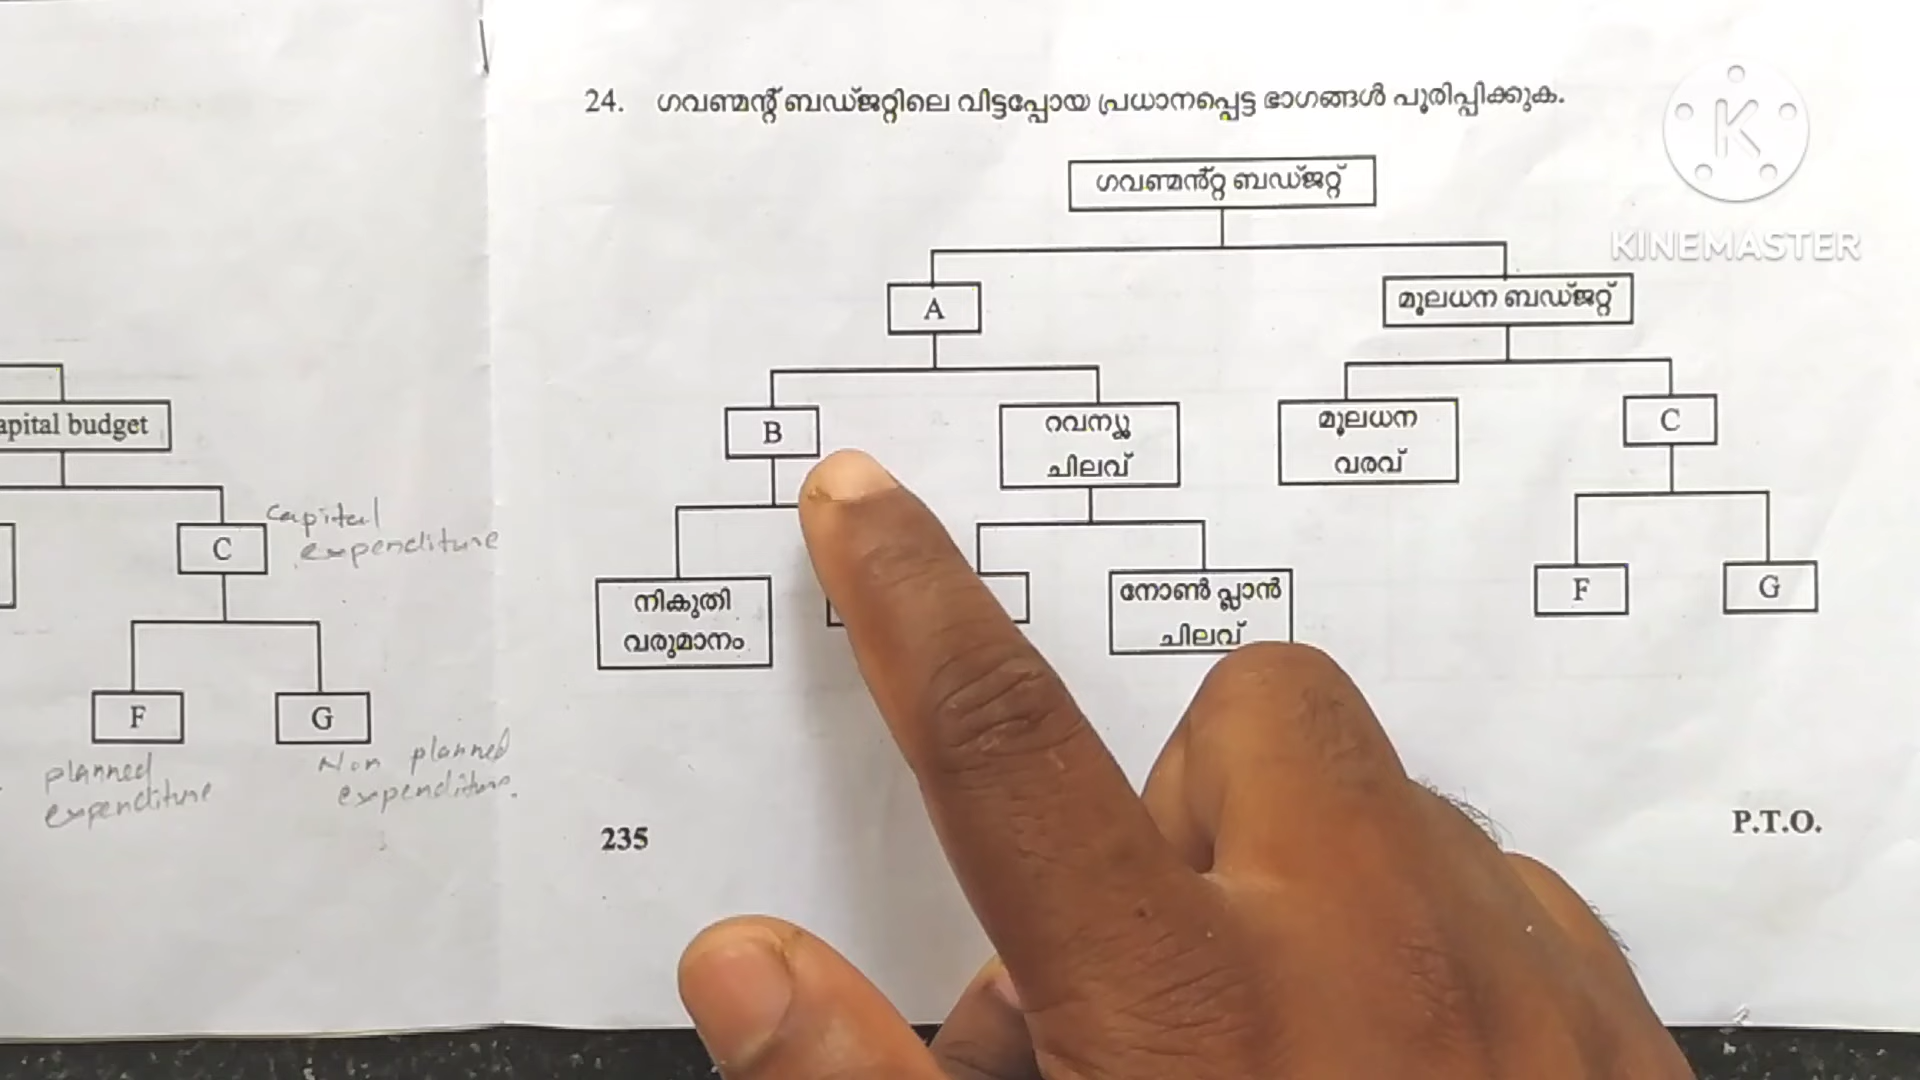 24. ഗവണ്മന്റ് ബഡ്ജറ്റിലെ വിട്ടപ്പോയ പ്രധാനപ്പെട്ട ഭാഗങ്ങൾ പൂരിപ്പിക്കുക.
ഗവണ്മൻ്റ ബഡ്ജറ്റ്
A
മൂലധന ബഡ്ജറ്റ്
B
റവന്യൂ
ചിലവ്
മൂലധന
വരവ്
C
നികുതി
വരുമാനം
നോൺ പ്ലാൻ
ചിലവ്
F
G
235
P.T.O.
apital budget
C
capital
expenditure
F
G
planned
expenditure
Non planned
expenditure.
K
KINEMASTER